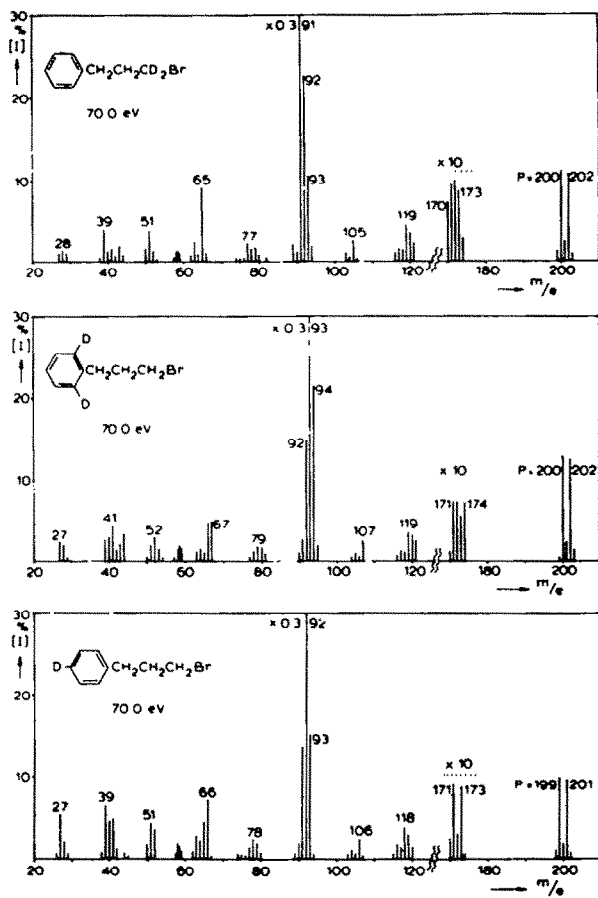 30
%
[I]
20
10
CH₂CH₂CD₂Br
70 0 eV
x 0 3 91
92
93
x 10
P = 200
202
65
170
173
28
39
51
77
105
119
20
40
60
80
100
120
180
200
m/e
30
%
[I]
20
10
D
CH₂CH₂CH₂Br
D
70 0 eV
x 0 3 93
94
92
x 10
P = 200
202
171
174
27
41
52
67
79
107
119
20
40
60
80
100
120
180
200
m/e
30
%
[I]
20
10
D
CH₂CH₂CH₂Br
70 0 eV
x 0 3 92
93
x 10
171
173
P = 199
201
27
39
51
66
78
106
118
20
40
60
80
100
120
180
200
m/e